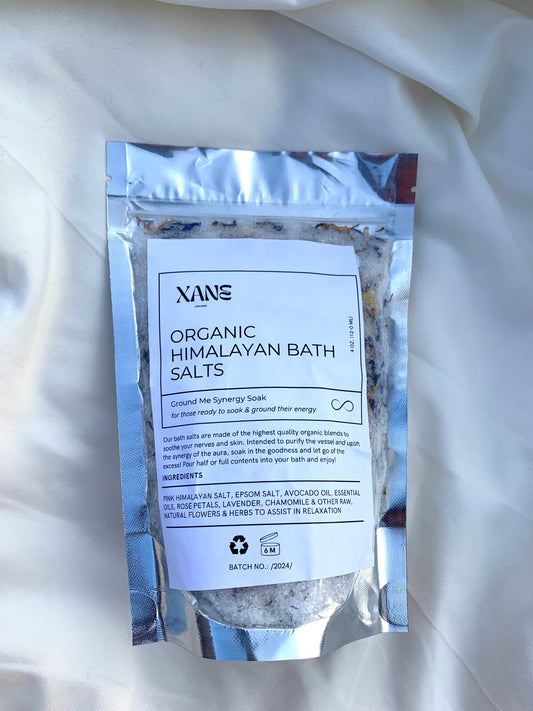 XANE
ORGANIC
HIMALAYAN BATH
SALTS
4 OZ. (12-0 ML)
Ground Me Synergy Soak
for those ready to soak & ground their energy
Our bath salts are made of the highest quality organic blends to
soothe your nerves and skin. Intended to purify the vessel and uplift
the synergy of the aura, soak in the goodness and let go of the
excess! Pour half or full contents into your bath and enjoy!
INGREDIENTS
PINK HIMALAYAN SALT, EPSOM SALT, AVOCADO OIL, ESSENTIAL
OILS, ROSE PETALS, LAVENDER, CHAMOMILE & OTHER RAW,
NATURAL FLOWERS & HERBS TO ASSIST IN RELAXATION
6 M
BATCH NO.: /2024/